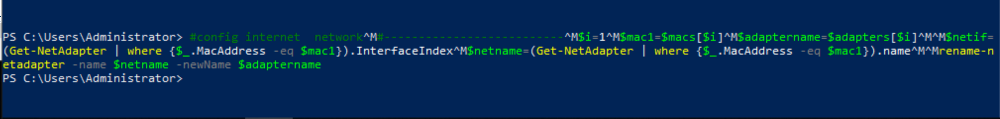 PS C:\Users\Administrator> #config internet  network^M#--------------------------^M$i=1^M$mac1=$macs[$i]^M$adaptername=$adapters[$i]^M^M$netif=
(Get-NetAdapter | where {$_.MacAddress -eq $mac1}).InterfaceIndex^M$netname=(Get-NetAdapter | where {$_.MacAddress -eq $mac1}).name^M^Mrename-n
etadapter -name $netname -newName $adaptername
PS C:\Users\Administrator>